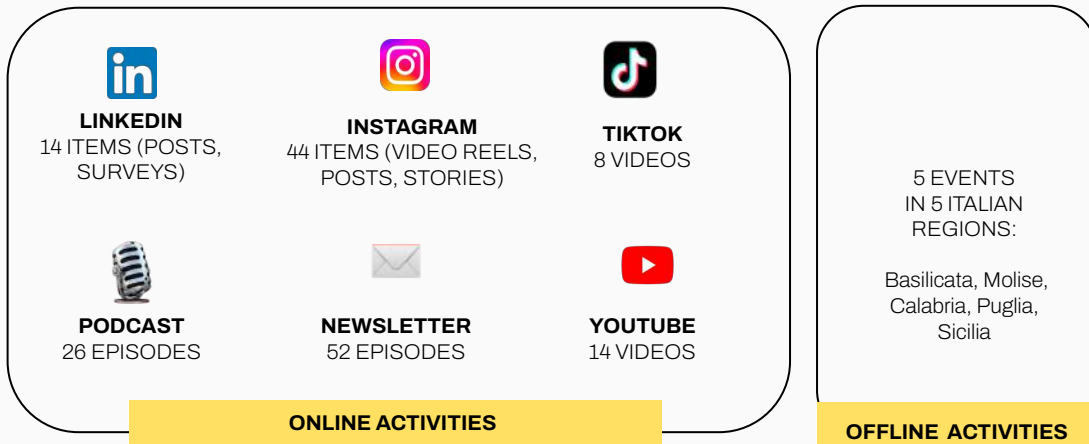 in
LINKEDIN
14 ITEMS (POSTS,
SURVEYS)
INSTAGRAM
44 ITEMS (VIDEO REELS,
POSTS, STORIES)
TIKTOK
8 VIDEOS
PODCAST
26 EPISODES
NEWSLETTER
52 EPISODES
YOUTUBE
14 VIDEOS
ONLINE ACTIVITIES
5 EVENTS
IN 5 ITALIAN
REGIONS:
Basilicata, Molise,
Calabria, Puglia,
Sicilia
OFFLINE ACTIVITIES